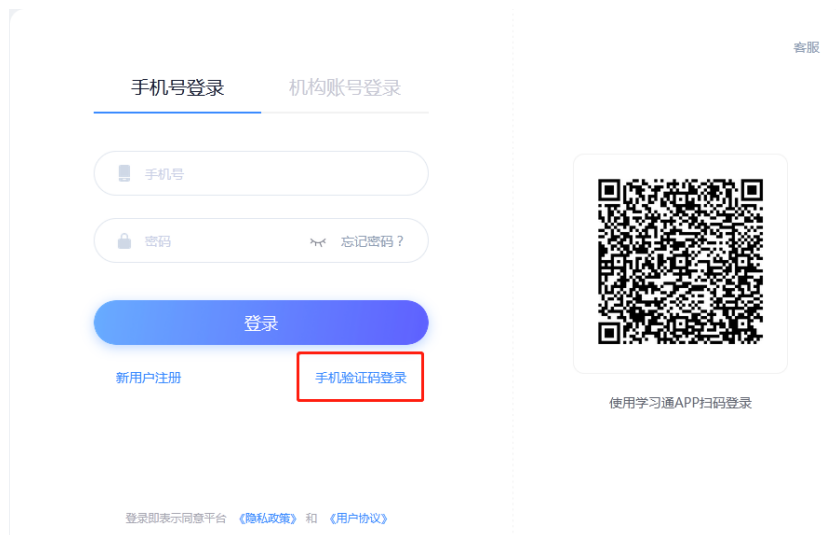 客服
手机号登录 机构账号登录
手机号
密码 忘记密码？
登录
新用户注册 手机验证码登录
使用学习通APP扫码登录
登录即表示同意平台 《隐私政策》 和 《用户协议》